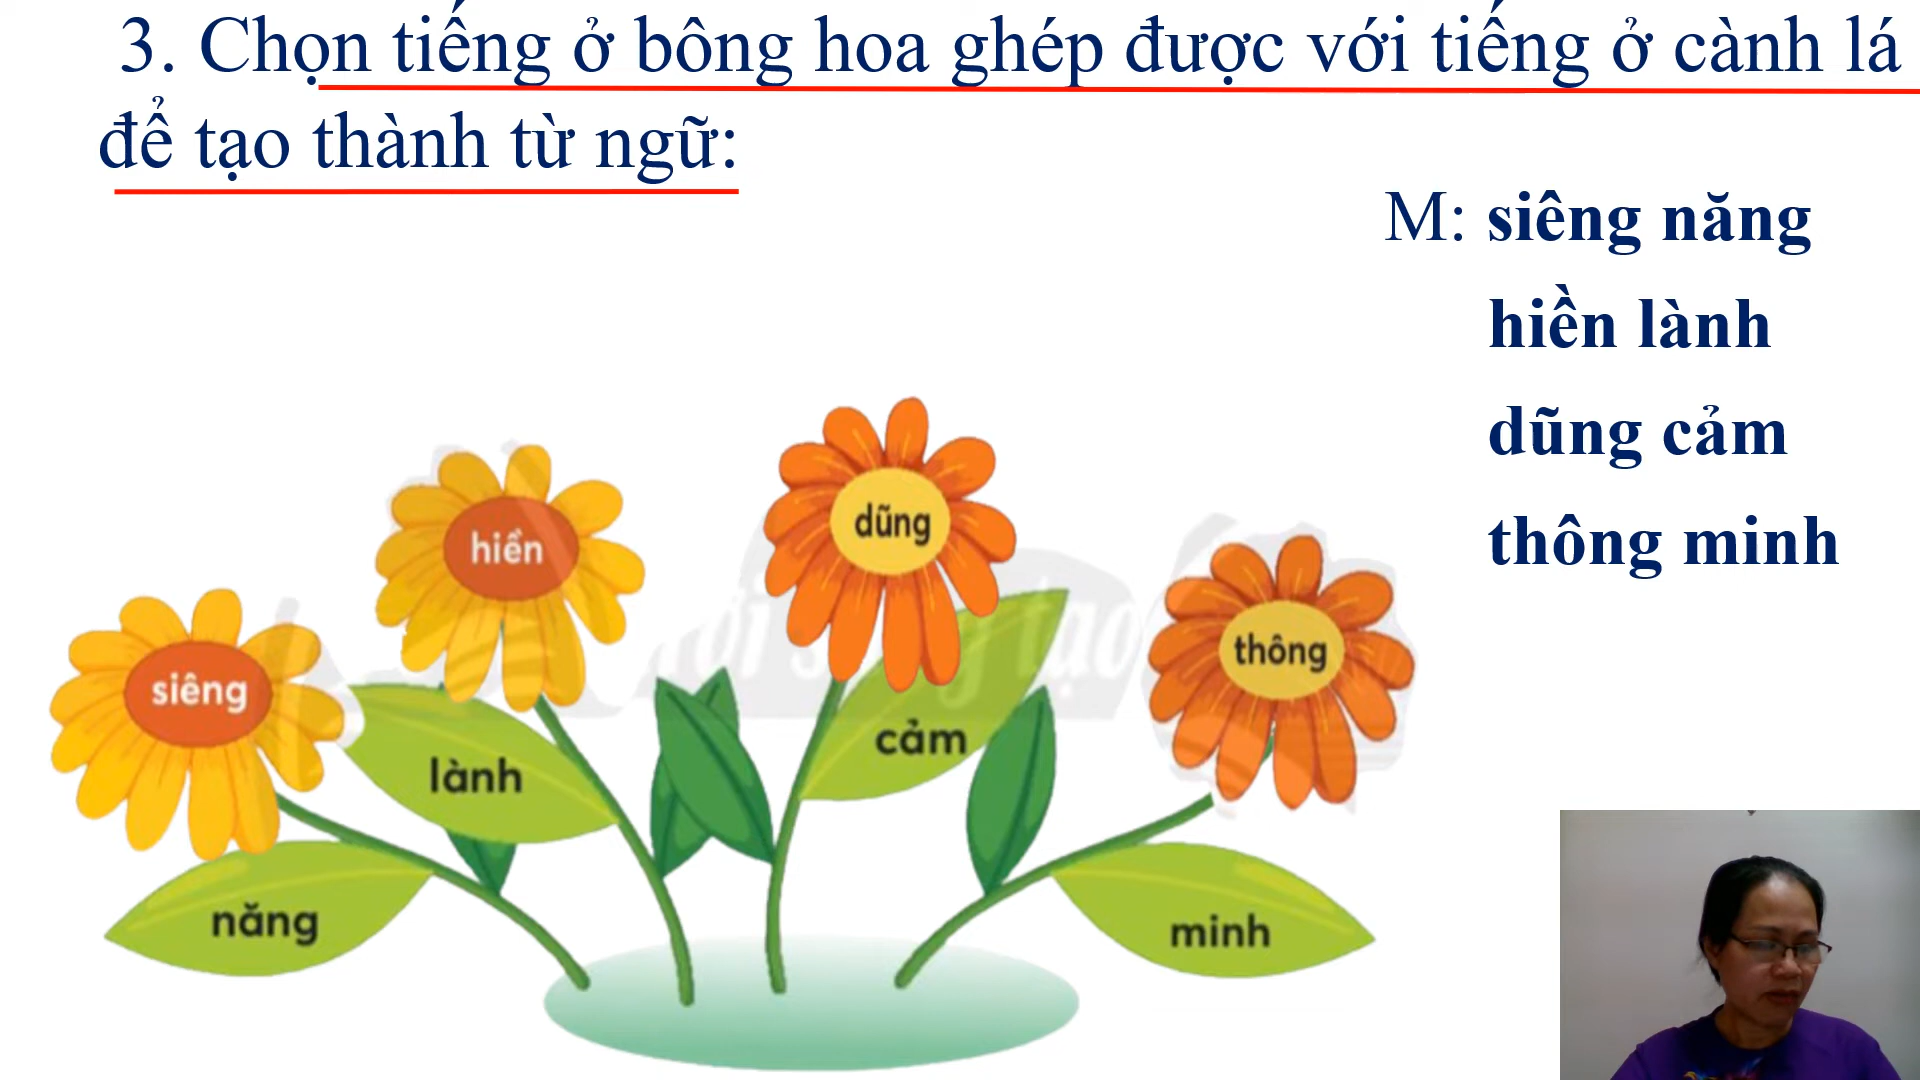 3. Chọn tiếng ở bông hoa ghép được với tiếng ở cành lá
để tạo thành từ ngữ:
M: siêng năng
hiền lành
dũng cảm
thông minh
dũng
hiền
thông
siêng
cảm
lành
năng
minh